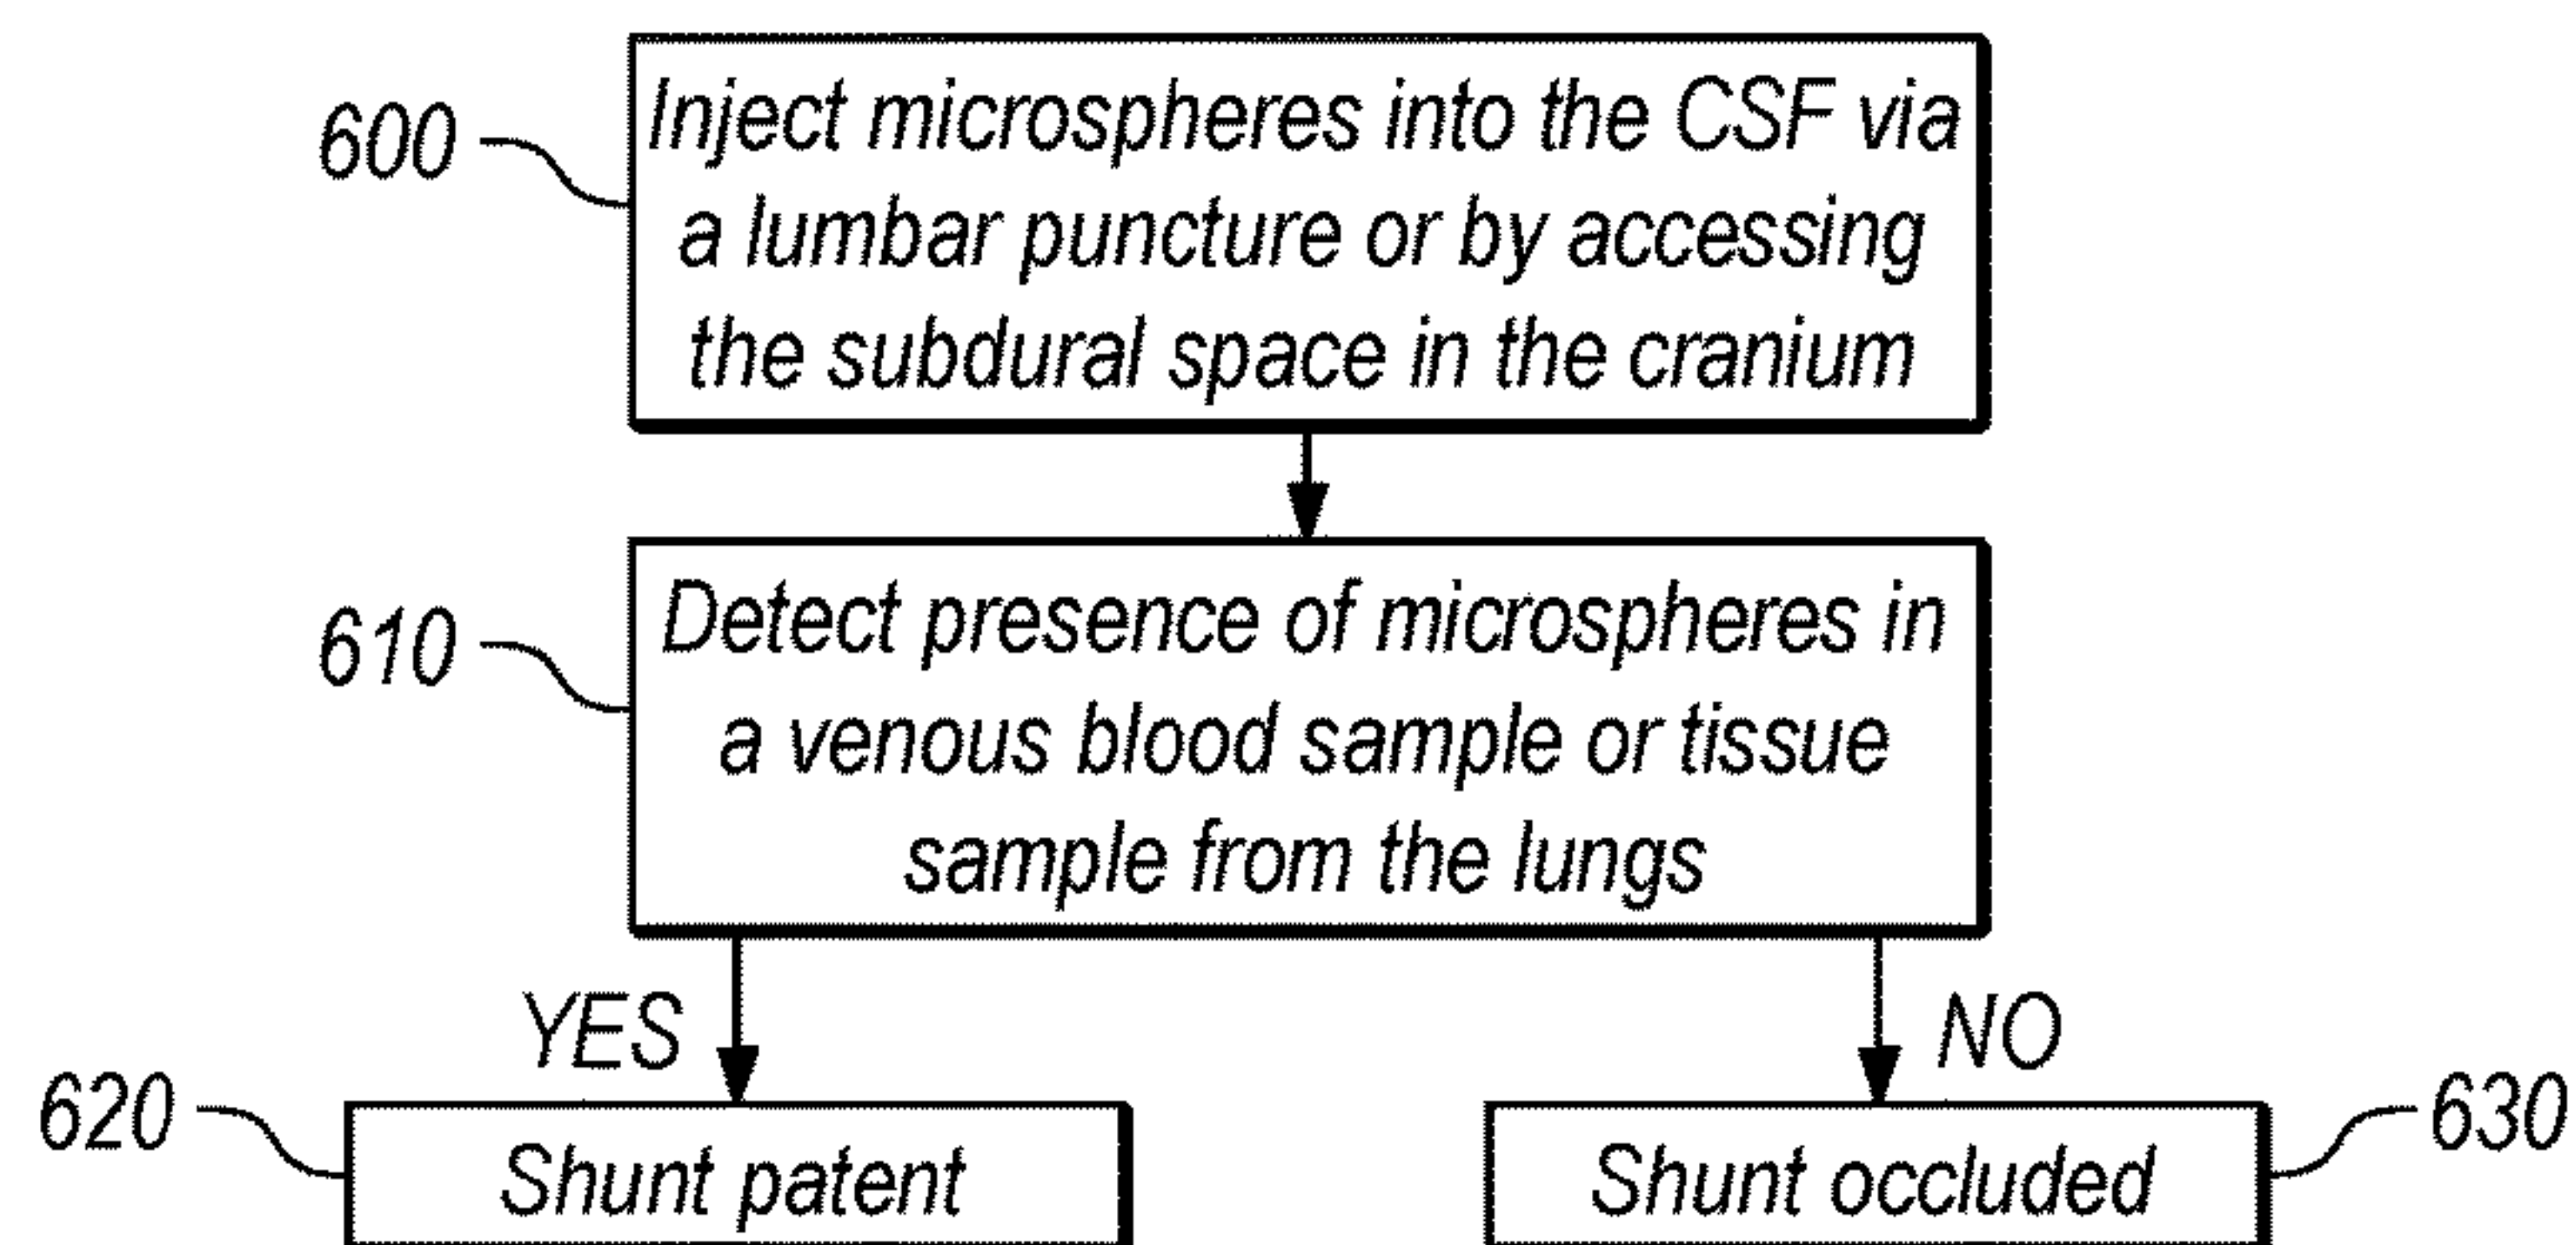 600
Inject microspheres into the CSF via
a lumbar puncture or by accessing
the subdural space in the cranium
610
Detect presence of microspheres in
a venous blood sample or tissue
sample from the lungs
YES
NO
620
Shunt patent
Shunt occluded
630